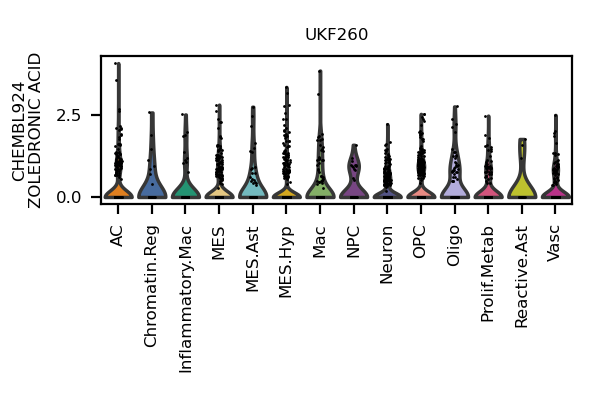 UKF260
CHEMBL924
ZOLEDRONIC ACID
2.5
0.0
AC
Chromatin.Reg
Inflammatory.Mac
MES
MES.Ast
MES.Hyp
Mac
NPC
Neuron
OPC
Oligo
Prolif.Metab
Reactive.Ast
Vasc